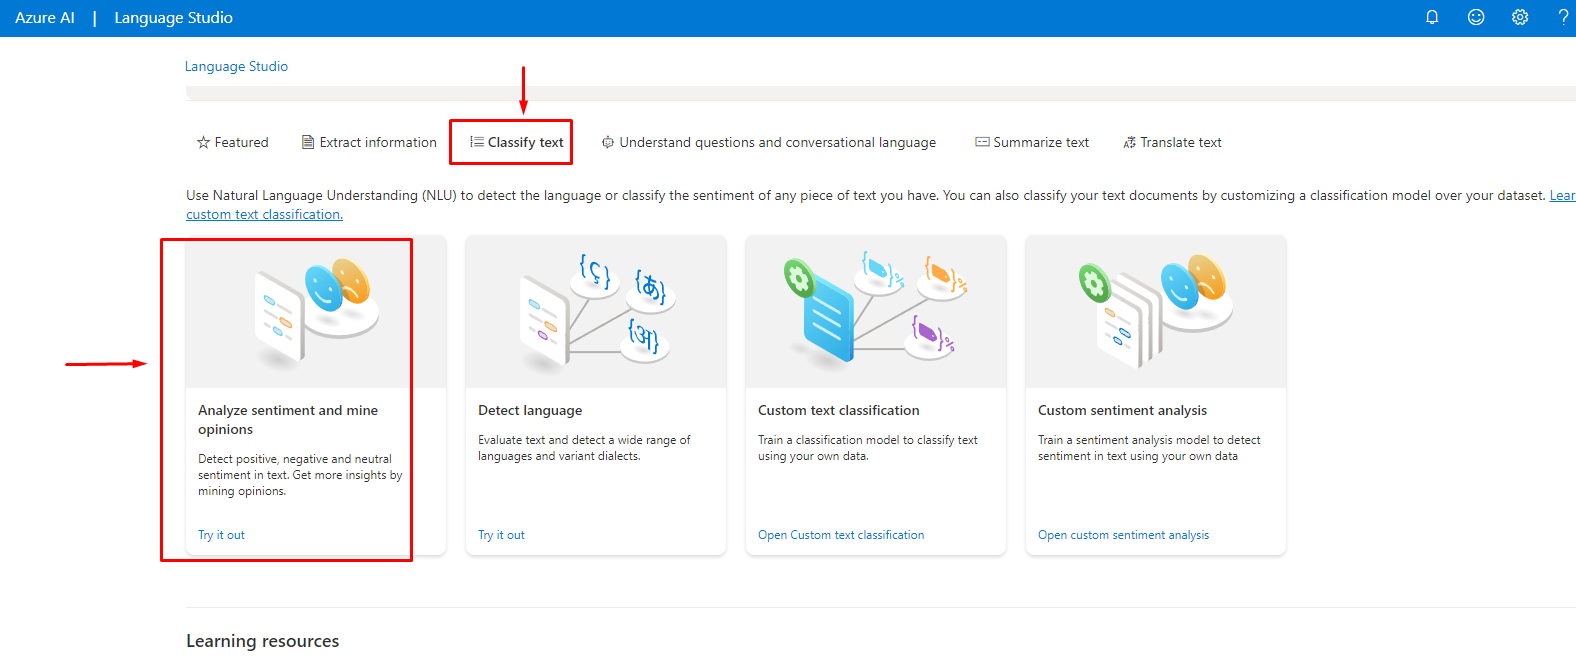 Azure AI | Language Studio
?
Language Studio
Featured
Extract information
Classify text
Understand questions and conversational language
Summarize text
Translate text
Use Natural Language Understanding (NLU) to detect the language or classify the sentiment of any piece of text you have. You can also classify your text documents by customizing a classification model over your dataset. Lear
custom text classification.
{ç}
{あ}
{अ}
%
%
%
Analyze sentiment and mine
opinions
Detect positive, negative and neutral
sentiment in text. Get more insights by
mining opinions.
Try it out
Detect language
Evaluate text and detect a wide range of
languages and variant dialects.
Try it out
Custom text classification
Train a classification model to classify text
using your own data.
Open Custom text classification
Custom sentiment analysis
Train a sentiment analysis model to detect
sentiment in text using your own data
Open custom sentiment analysis
Learning resources